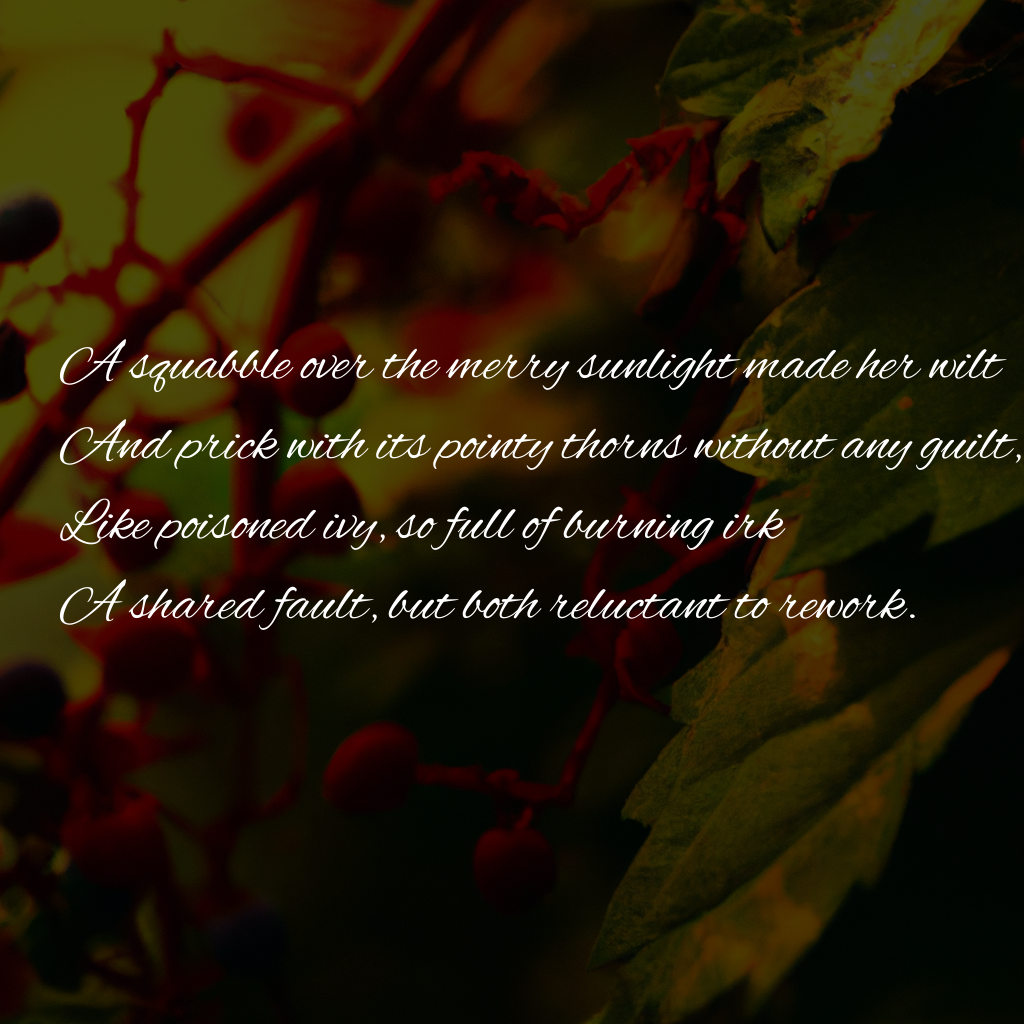 A squabble over the merry sunlight made her wilt
And prick with its pointy thorns without any guilt,
Like poisoned ivy, so full of burning irk
A shared fault, but both reluctant to rework.